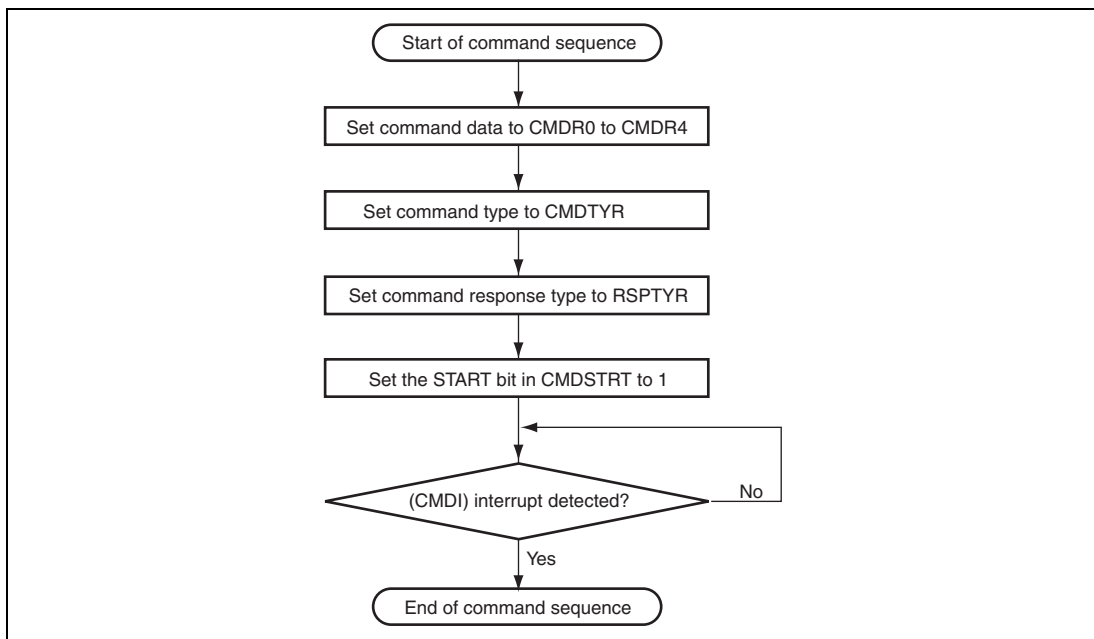 Start of command sequence
Set command data to CMDR0 to CMDR4
Set command type to CMDTYR
Set command response type to RSPTYR
Set the START bit in CMDSTRT to 1
(CMDI) interrupt detected?
No
Yes
End of command sequence